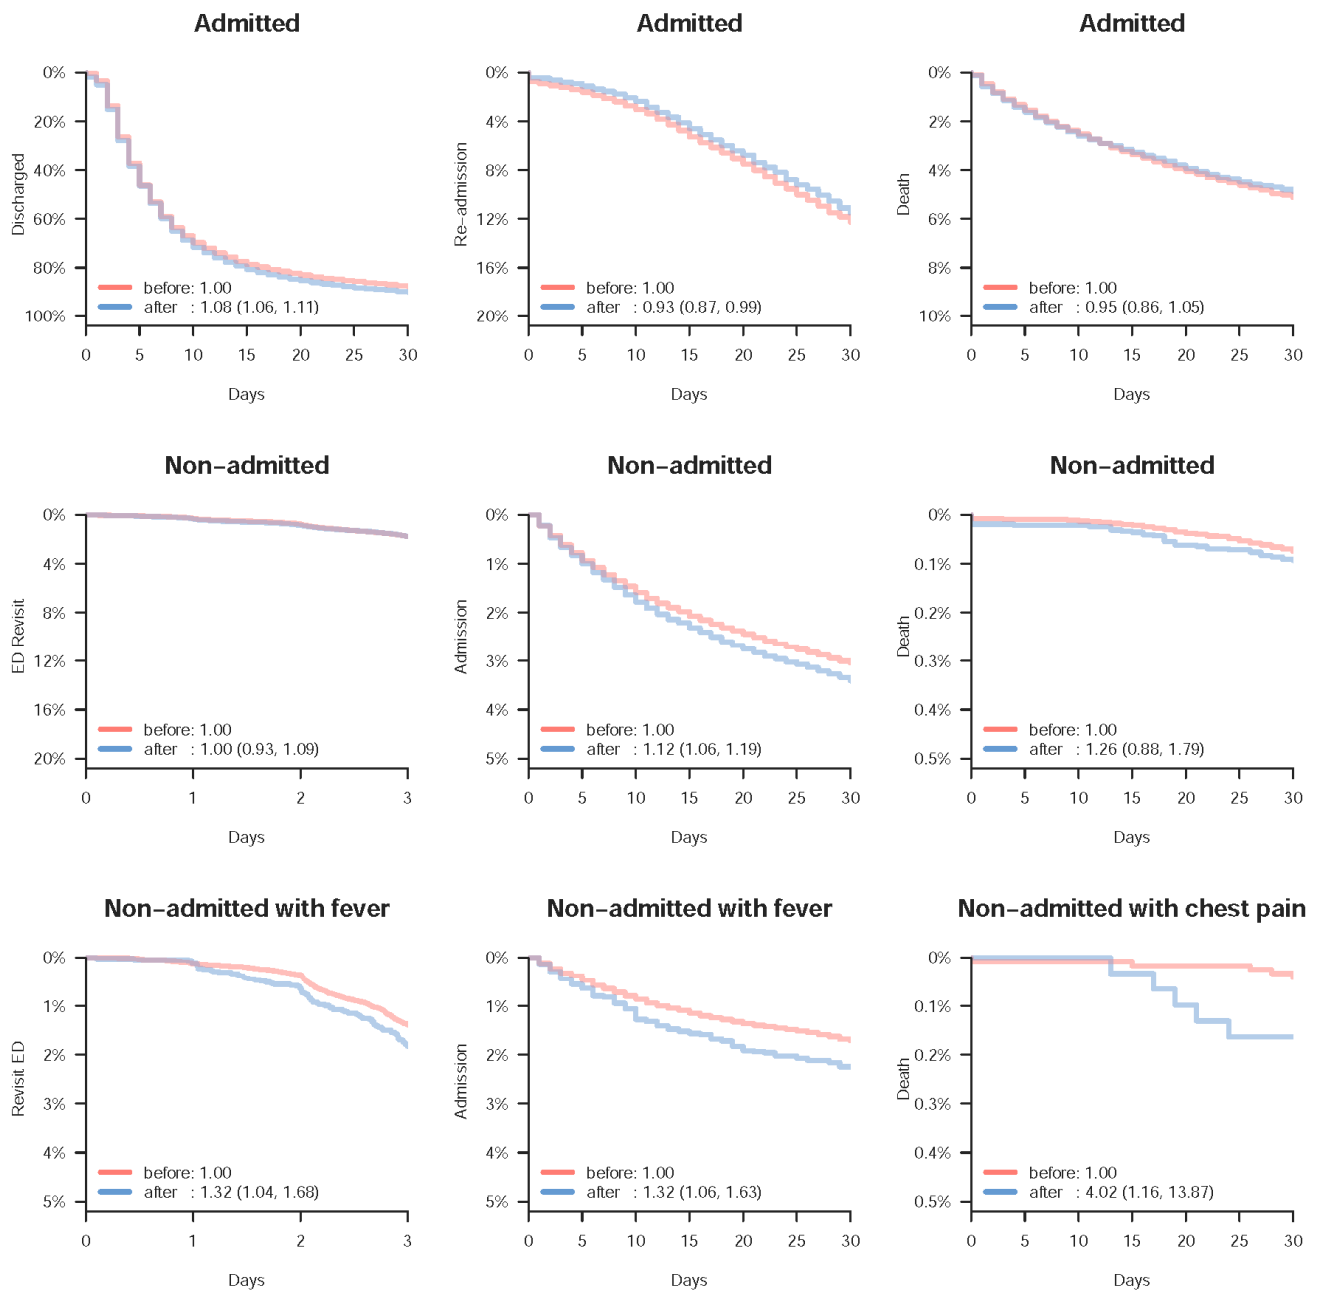 Admitted
0%
20%
40%
60%
80%
100%
Discharged
before: 1.00
after : 1.08 (1.06, 1.11)
0 5 10 15 20 25 30
Days
Admitted
0%
4%
8%
12%
16%
20%
Re-admission
before: 1.00
after : 0.93 (0.87, 0.99)
0 5 10 15 20 25 30
Days
Admitted
0%
2%
4%
6%
8%
10%
Death
before: 1.00
after : 0.95 (0.86, 1.05)
0 5 10 15 20 25 30
Days
Non-admitted
0%
4%
8%
12%
16%
20%
ED Revisit
before: 1.00
after : 1.00 (0.93, 1.09)
0 1 2 3
Days
Non-admitted
0%
1%
2%
3%
4%
5%
Admission
before: 1.00
after : 1.12 (1.06, 1.19)
0 5 10 15 20 25 30
Days
Non-admitted
0%
0.1%
0.2%
0.3%
0.4%
0.5%
Death
before: 1.00
after : 1.26 (0.88, 1.79)
0 5 10 15 20 25 30
Days
Non-admitted with fever
0%
1%
2%
3%
4%
5%
Revisit ED
before: 1.00
after : 1.32 (1.04, 1.68)
0 1 2 3
Days
Non-admitted with fever
0%
1%
2%
3%
4%
5%
Admission
before: 1.00
after : 1.32 (1.06, 1.63)
0 5 10 15 20 25 30
Days
Non-admitted with chest pain
0%
0.1%
0.2%
0.3%
0.4%
0.5%
Death
before: 1.00
after : 4.02 (1.16, 13.87)
0 5 10 15 20 25 30
Days